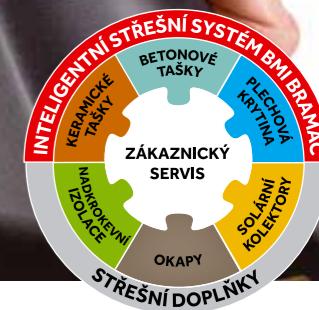 INTELIGENTNÍ STŘEŠNÍ SYSTÉM BMI BRAMAC
BETONOVÉ
TAŠKY
PLECHOVÁ
KRYTINA
KERAMICKÉ
TAŠKY
ZÁKAZNICKÝ
SERVIS
NADKROKEVNÍ
IZOLACE
SOLÁRNÍ
KOLEKTORY
OKAPY
STŘEŠNÍ DOPLŇKY